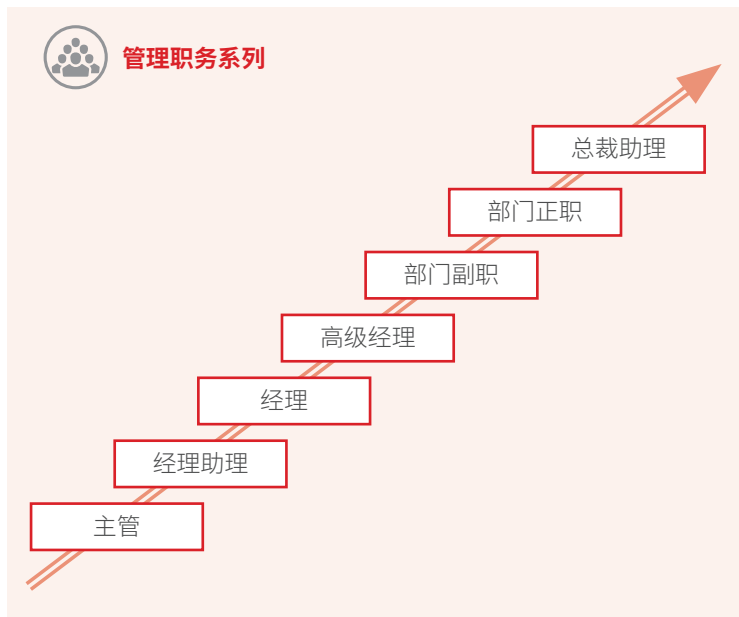 管理职务系列
总裁助理
部门正职
部门副职
高级经理
经理
经理助理
主管